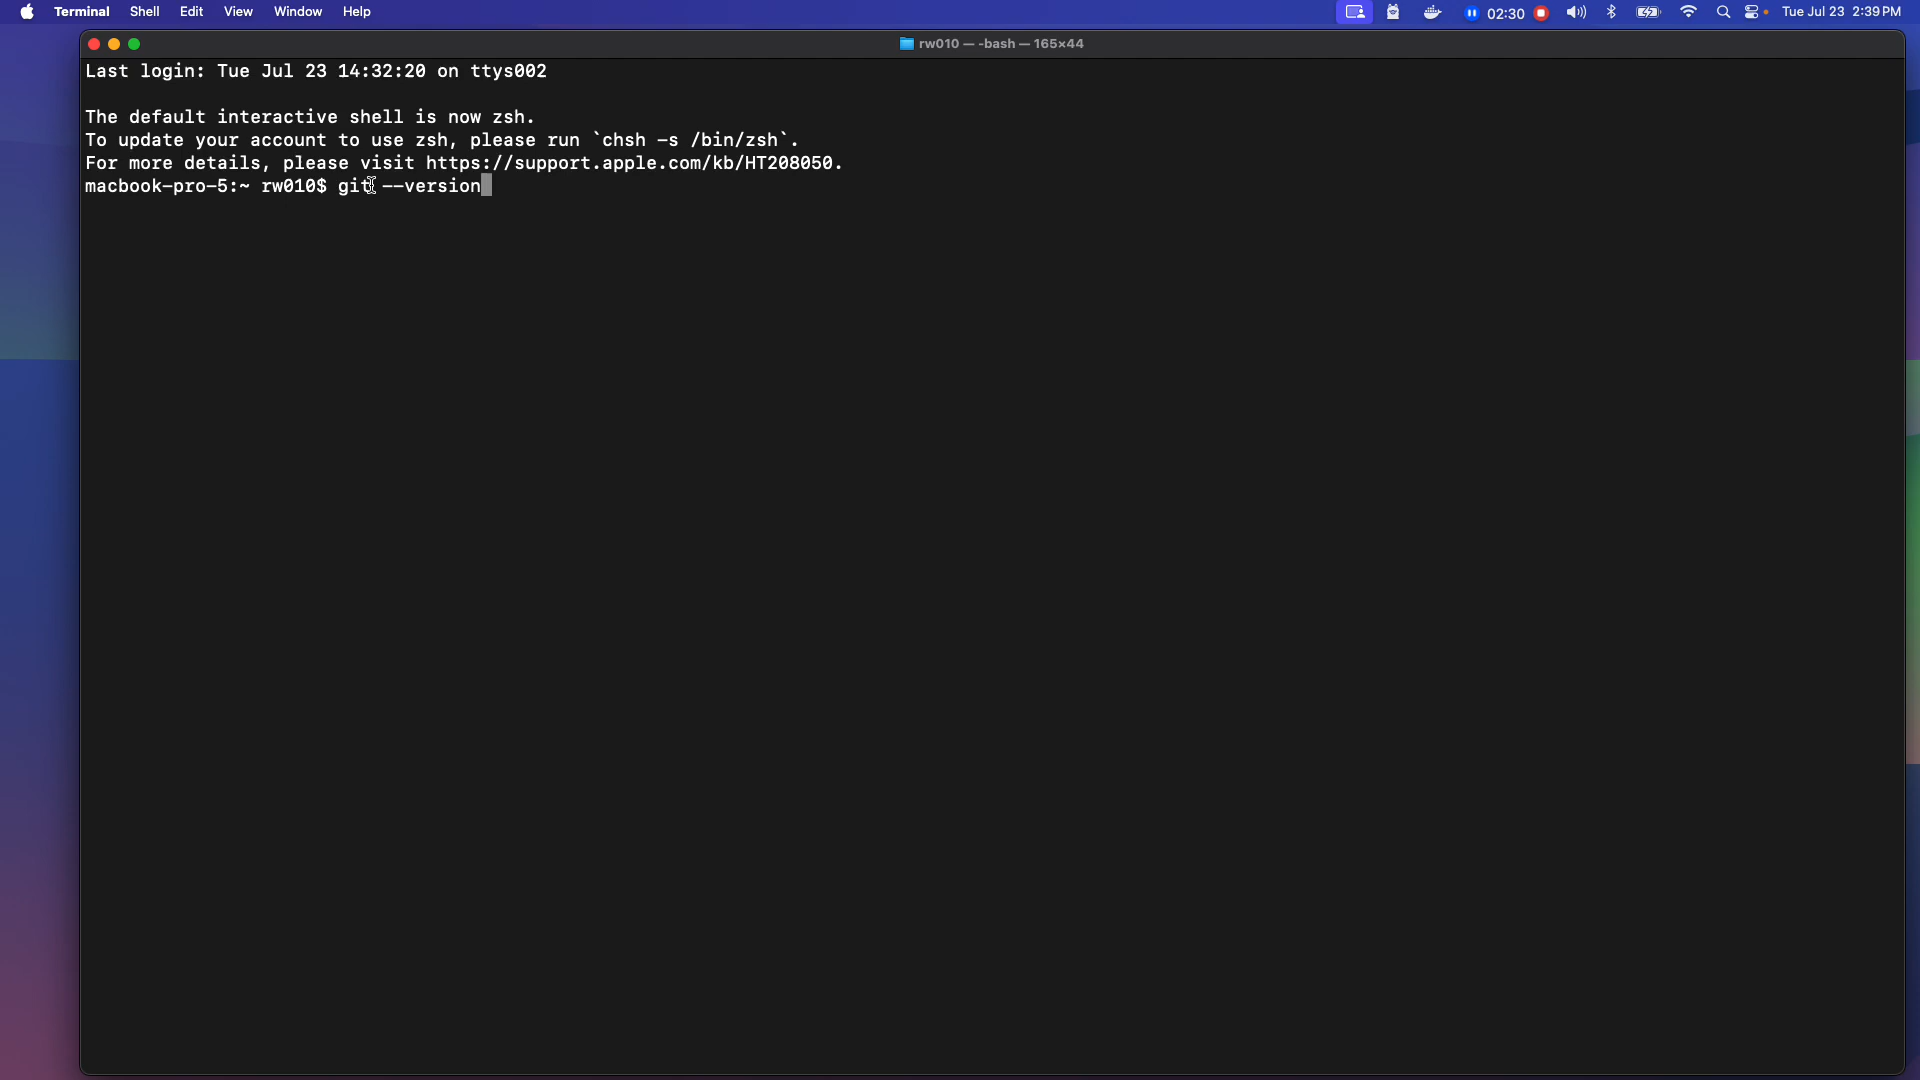 Terminal Shell Edit View Window Help 02:30 Tue Jul 23 2:39 PM
rw010 — -bash — 165×44
Last login: Tue Jul 23 14:32:20 on ttys002
The default interactive shell is now zsh.
To update your account to use zsh, please run `chsh -s /bin/zsh`.
For more details, please visit https://support.apple.com/kb/HT208050.
macbook-pro-5:~ rw010$ git --version